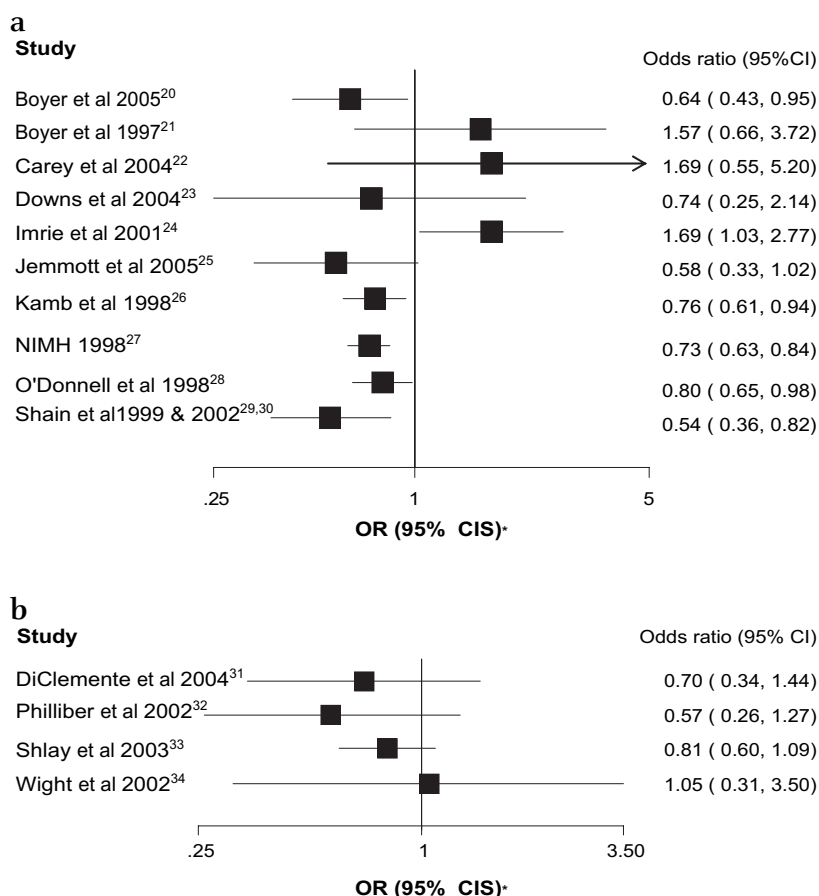 a
Study Odds ratio (95%CI)
Boyer et al 2005²⁰ 0.64 ( 0.43, 0.95)
Boyer et al 1997²¹ 1.57 ( 0.66, 3.72)
Carey et al 2004²² 1.69 ( 0.55, 5.20)
Downs et al 2004²³ 0.74 ( 0.25, 2.14)
Imrie et al 2001²⁴ 1.69 ( 1.03, 2.77)
Jemmott et al 2005²⁵ 0.58 ( 0.33, 1.02)
Kamb et al 1998²⁶ 0.76 ( 0.61, 0.94)
NIMH 1998²⁷ 0.73 ( 0.63, 0.84)
O'Donnell et al 1998²⁸ 0.80 ( 0.65, 0.98)
Shain et al1999 & 2002²⁹,³⁰ 0.54 ( 0.36, 0.82)
.25 1 5
OR (95% CIS)*
b
Study Odds ratio (95% CI)
DiClemente et al 2004³¹ 0.70 ( 0.34, 1.44)
Philliber et al 2002³² 0.57 ( 0.26, 1.27)
Shlay et al 2003³³ 0.81 ( 0.60, 1.09)
Wight et al 2002³⁴ 1.05 ( 0.31, 3.50)
.25 1 3.50
OR (95% CIS)*